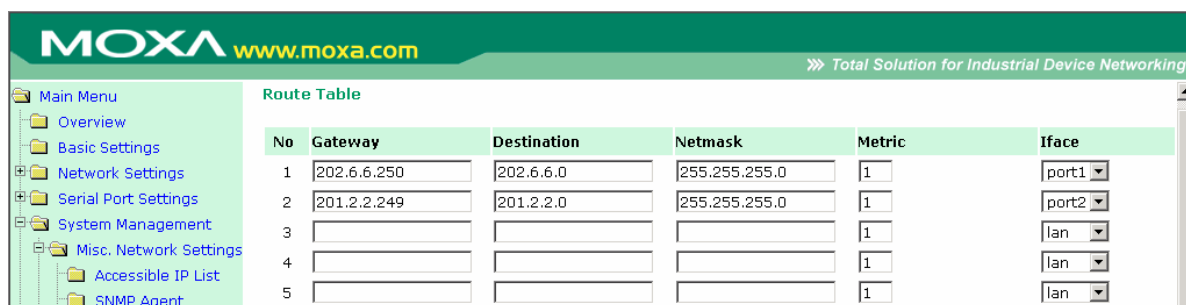 MOXA www.moxa.com
Total Solution for Industrial Device Networking
Main Menu
Overview
Basic Settings
Network Settings
Serial Port Settings
System Management
Misc. Network Settings
Accessible IP List
SNMP Agent
Route Table
No Gateway Destination Netmask Metric Iface
1 202.6.6.250 202.6.6.0 255.255.255.0 1 port1
2 201.2.2.249 201.2.2.0 255.255.255.0 1 port2
3 1 lan
4 1 lan
5 1 lan